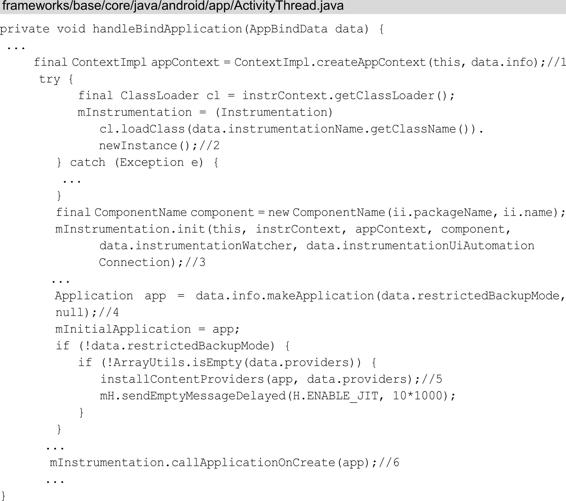 frameworks/base/core/java/android/app/ActivityThread.java
private void handleBindApplication(AppBindData data) {
...
final ContextImpl appContext = ContextImpl.createAppContext(this, data.info);//1
try {
final ClassLoader cl = instrContext.getClassLoader();
mInstrumentation = (Instrumentation)
cl.loadClass(data.instrumentationName.getClassName()).
newInstance();//2
} catch (Exception e) {
...
}
final ComponentName component = new ComponentName(ii.packageName, ii.name);
mInstrumentation.init(this, instrContext, appContext, component,
data.instrumentationWatcher, data.instrumentationUiAutomation
Connection);//3
...
Application app = data.info.makeApplication(data.restrictedBackupMode,
null);//4
mInitialApplication = app;
if (!data.restrictedBackupMode) {
if (!ArrayUtils.isEmpty(data.providers)) {
installContentProviders(app, data.providers);//5
mH.sendEmptyMessageDelayed(H.ENABLE_JIT, 10*1000);
}
}
...
mInstrumentation.callApplicationOnCreate(app);//6
...
}